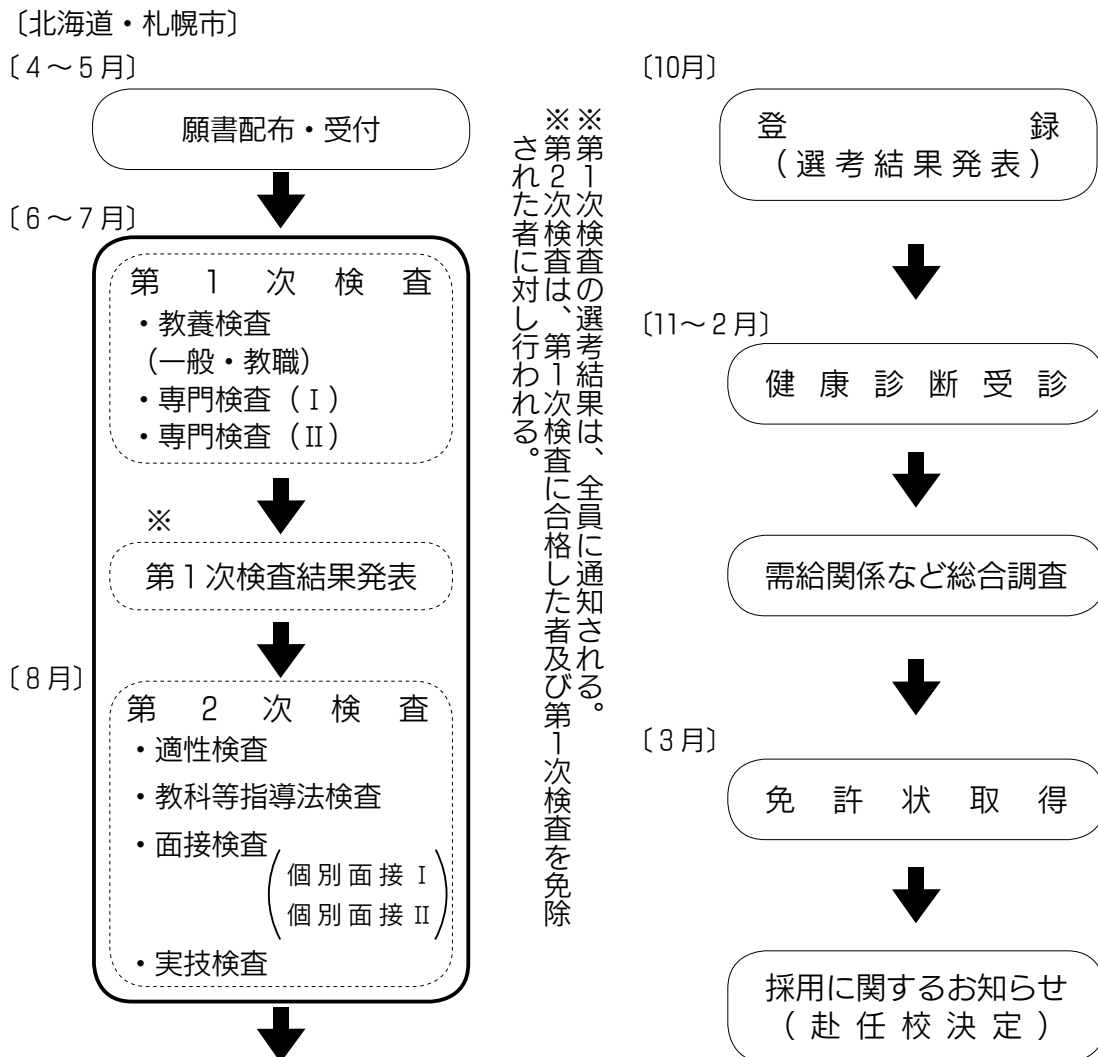 〔北海道・札幌市〕
〔4～5月〕
願書配布・受付
〔6～7月〕
第1次検査
・教養検査
（一般・教職）
・専門検査（Ⅰ）
・専門検査（Ⅱ）
※
第1次検査結果発表
〔8月〕
第2次検査
・適性検査
・教科等指導法検査
・面接検査
個別面接Ⅰ
個別面接Ⅱ
・実技検査
※第1次検査の選考結果は、全員に通知される。
※第2次検査は、第1次検査に合格した者及び第1次検査を免除
された者に対し行われる。
〔10月〕
登録
（選考結果発表）
〔11～2月〕
健康診断受診
需給関係など総合調査
〔3月〕
免許状取得
採用に関するお知らせ
（赴任校決定）